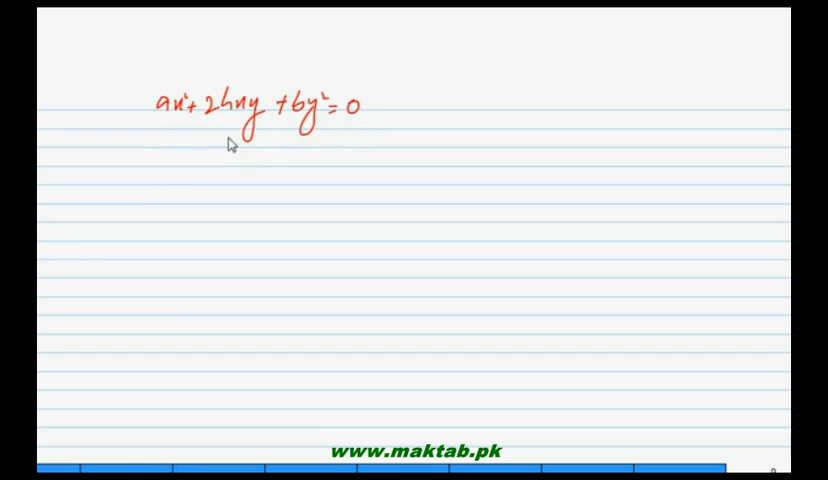 ax²+ 2hxy + by² = 0
www.maktab.pk